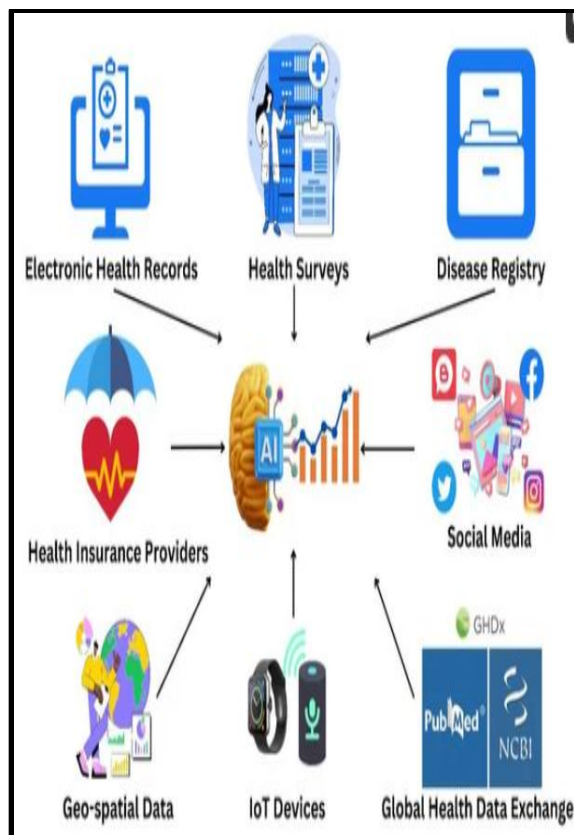 Electronic Health Records
Health Surveys
Disease Registry
AI
Health Insurance Providers
Social Media
GHDx
PubMed®
NCBI
Geo-spatial Data
IoT Devices
Global Health Data Exchange